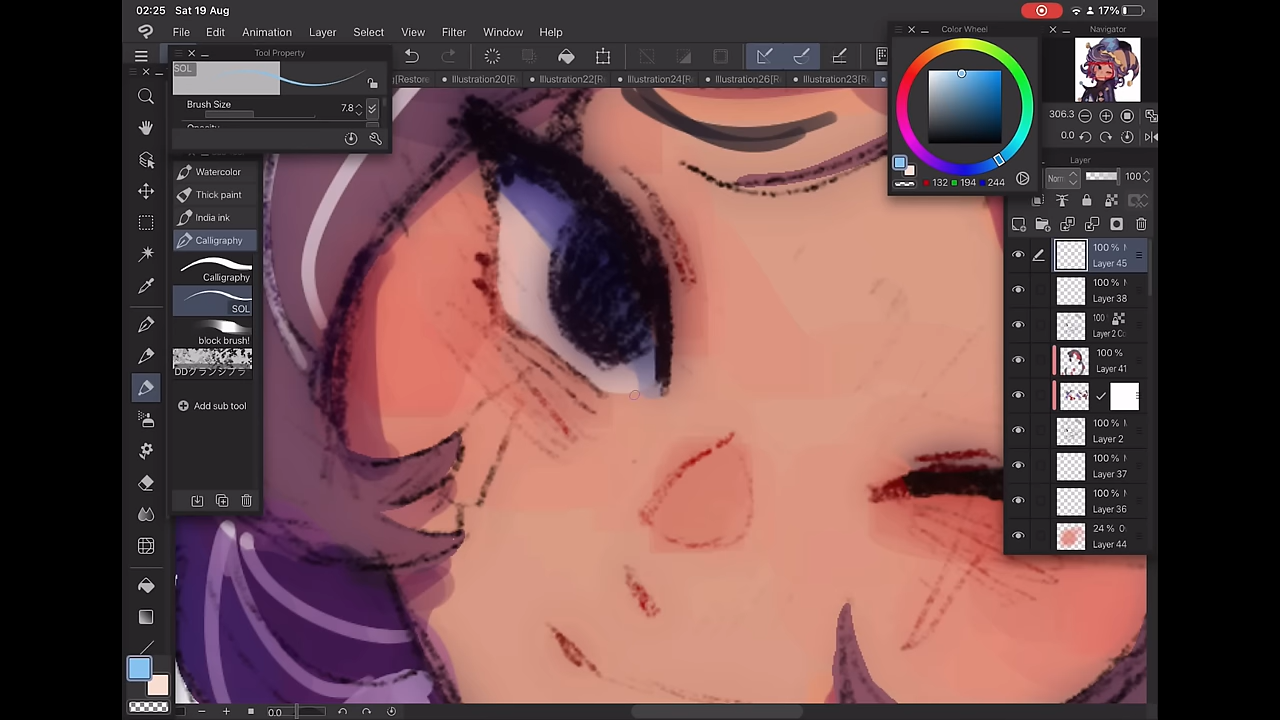 02:25 Sat 19 Aug
17%
File Edit Animation Layer Select View Filter Window Help
Tool Property
Color Wheel
Navigator
SOL
Brush Size 7.8
Restore
Illustration20[R
Illustration22[R
Illustration24[R
Illustration26[R
Illustration23[R
306.3
0.0
132 194 244
Layer
Norr 100
Watercolor
Thick paint
India ink
Calligraphy
Calligraphy
SOL
block brush!
DDグランジブラ
Add sub tool
100 %
Layer 45
100 %
Layer 38
100
Layer 2 C
100 %
Layer 41
100 %
Layer 2
100 %
Layer 37
100 %
Layer 36
24 %
Layer 44
0.0